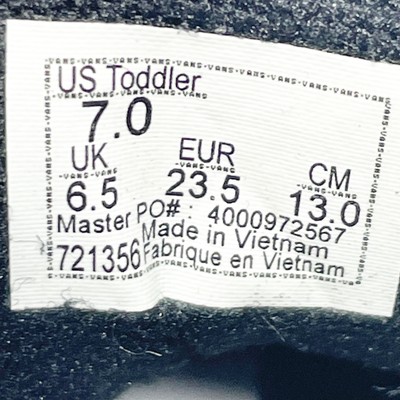 US Toddler
7.0
UK EUR CM
6.5 23.5 13.0
Master PO# : 4000972567
Made in Vietnam
721356 Fabrique en Vietnam